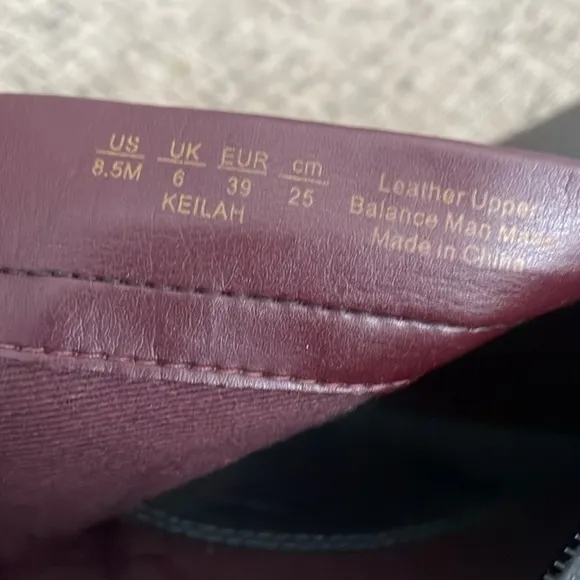 US UK EUR cm
8.5M 6 39 25
KEILAH
Leather Upper
Balance Man Made
Made in China